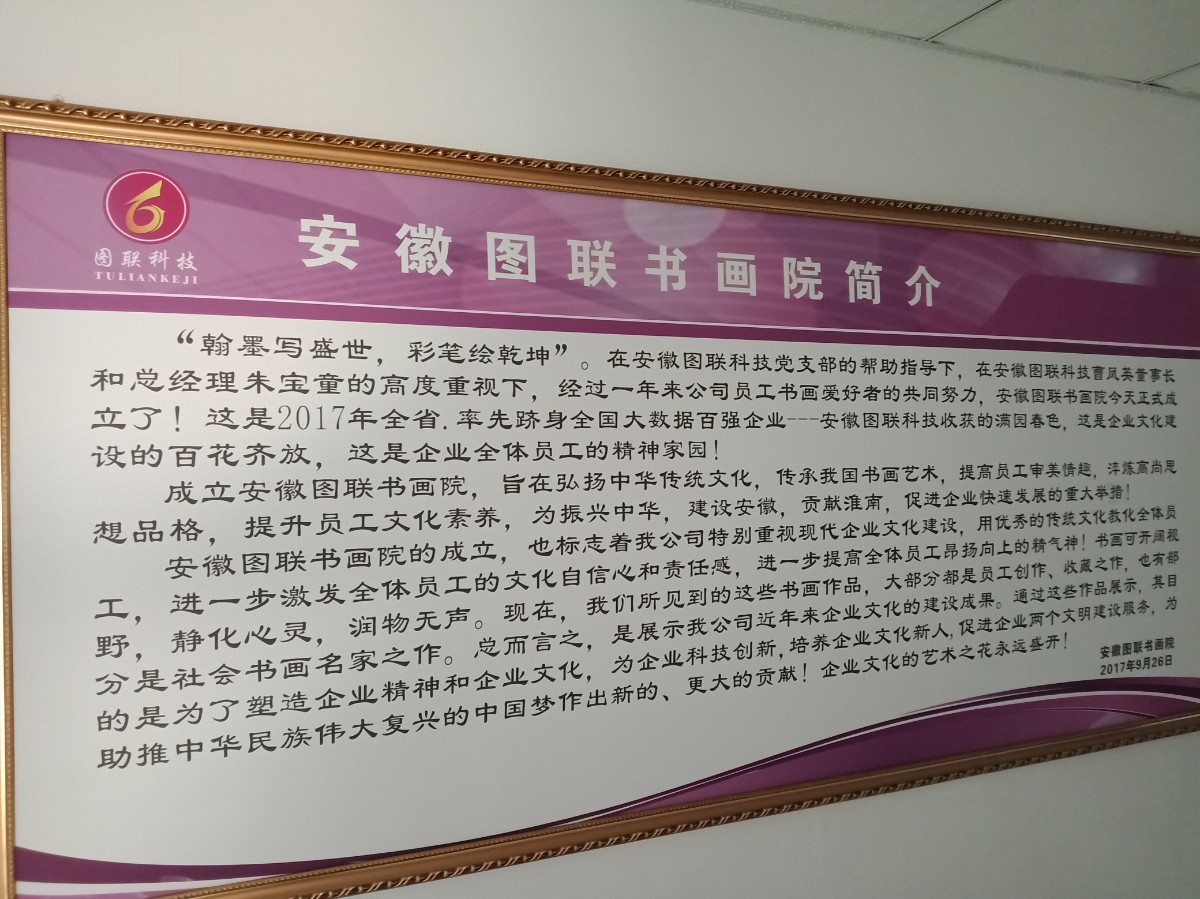 图联科技
TULIANKEJI
安徽图联书画院简介
“翰墨写盛世，彩笔绘乾坤”。在安徽图联科技党支部的帮助指导下，在安徽图联科技曹凤英董事长
和总经理朱宝童的高度重视下，经过一年来公司员工书画爱好者的共同努力，安徽图联书画院今天正式成
立了！这是2017年全省.率先跻身全国大数据百强企业---安徽图联科技收获的满园春色，这是企业文化建
设的百花齐放，这是企业全体员工的精神家园！
成立安徽图联书画院，旨在弘扬中华传统文化，传承我国书画艺术，提高员工审美情趣，淬炼高尚思
想品格，提升员工文化素养，为振兴中华，建设安徽，贡献淮南，促进企业快速发展的重大举措！
安徽图联书画院的成立，也标志着我公司特别重视现代企业文化建设，用优秀的传统文化教化全体员
工，进一步激发全体员工的文化自信心和责任感，进一步提高全体员工昂扬向上的精气神！书画可开阔视
野，静化心灵，润物无声。现在，我们所见到的这些书画作品，大部分都是员工创作、收藏之作，也有部
分是社会书画名家之作。总而言之，是展示我公司近年来企业文化的建设成果。通过这些作品展示，其目
的是为了塑造企业精神和企业文化，为企业科技创新,培养企业文化新人,促进企业两个文明建设服务，为
助推中华民族伟大复兴的中国梦作出新的、更大的贡献！企业文化的艺术之花永远盛开！
安徽图联书画院
2017年9月26日